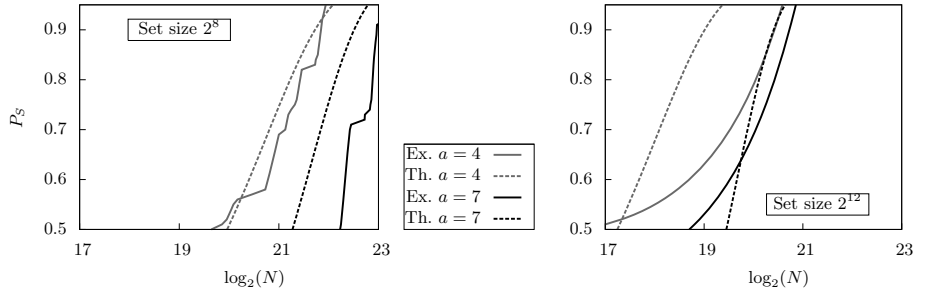 0.9
0.8
0.7
0.6
0.5
P_S
Set size 2^8
17 19 21 23
log_2(N)
Ex. a = 4
Th. a = 4
Ex. a = 7
Th. a = 7
0.9
0.8
0.7
0.6
0.5
Set size 2^12
17 19 21 23
log_2(N)